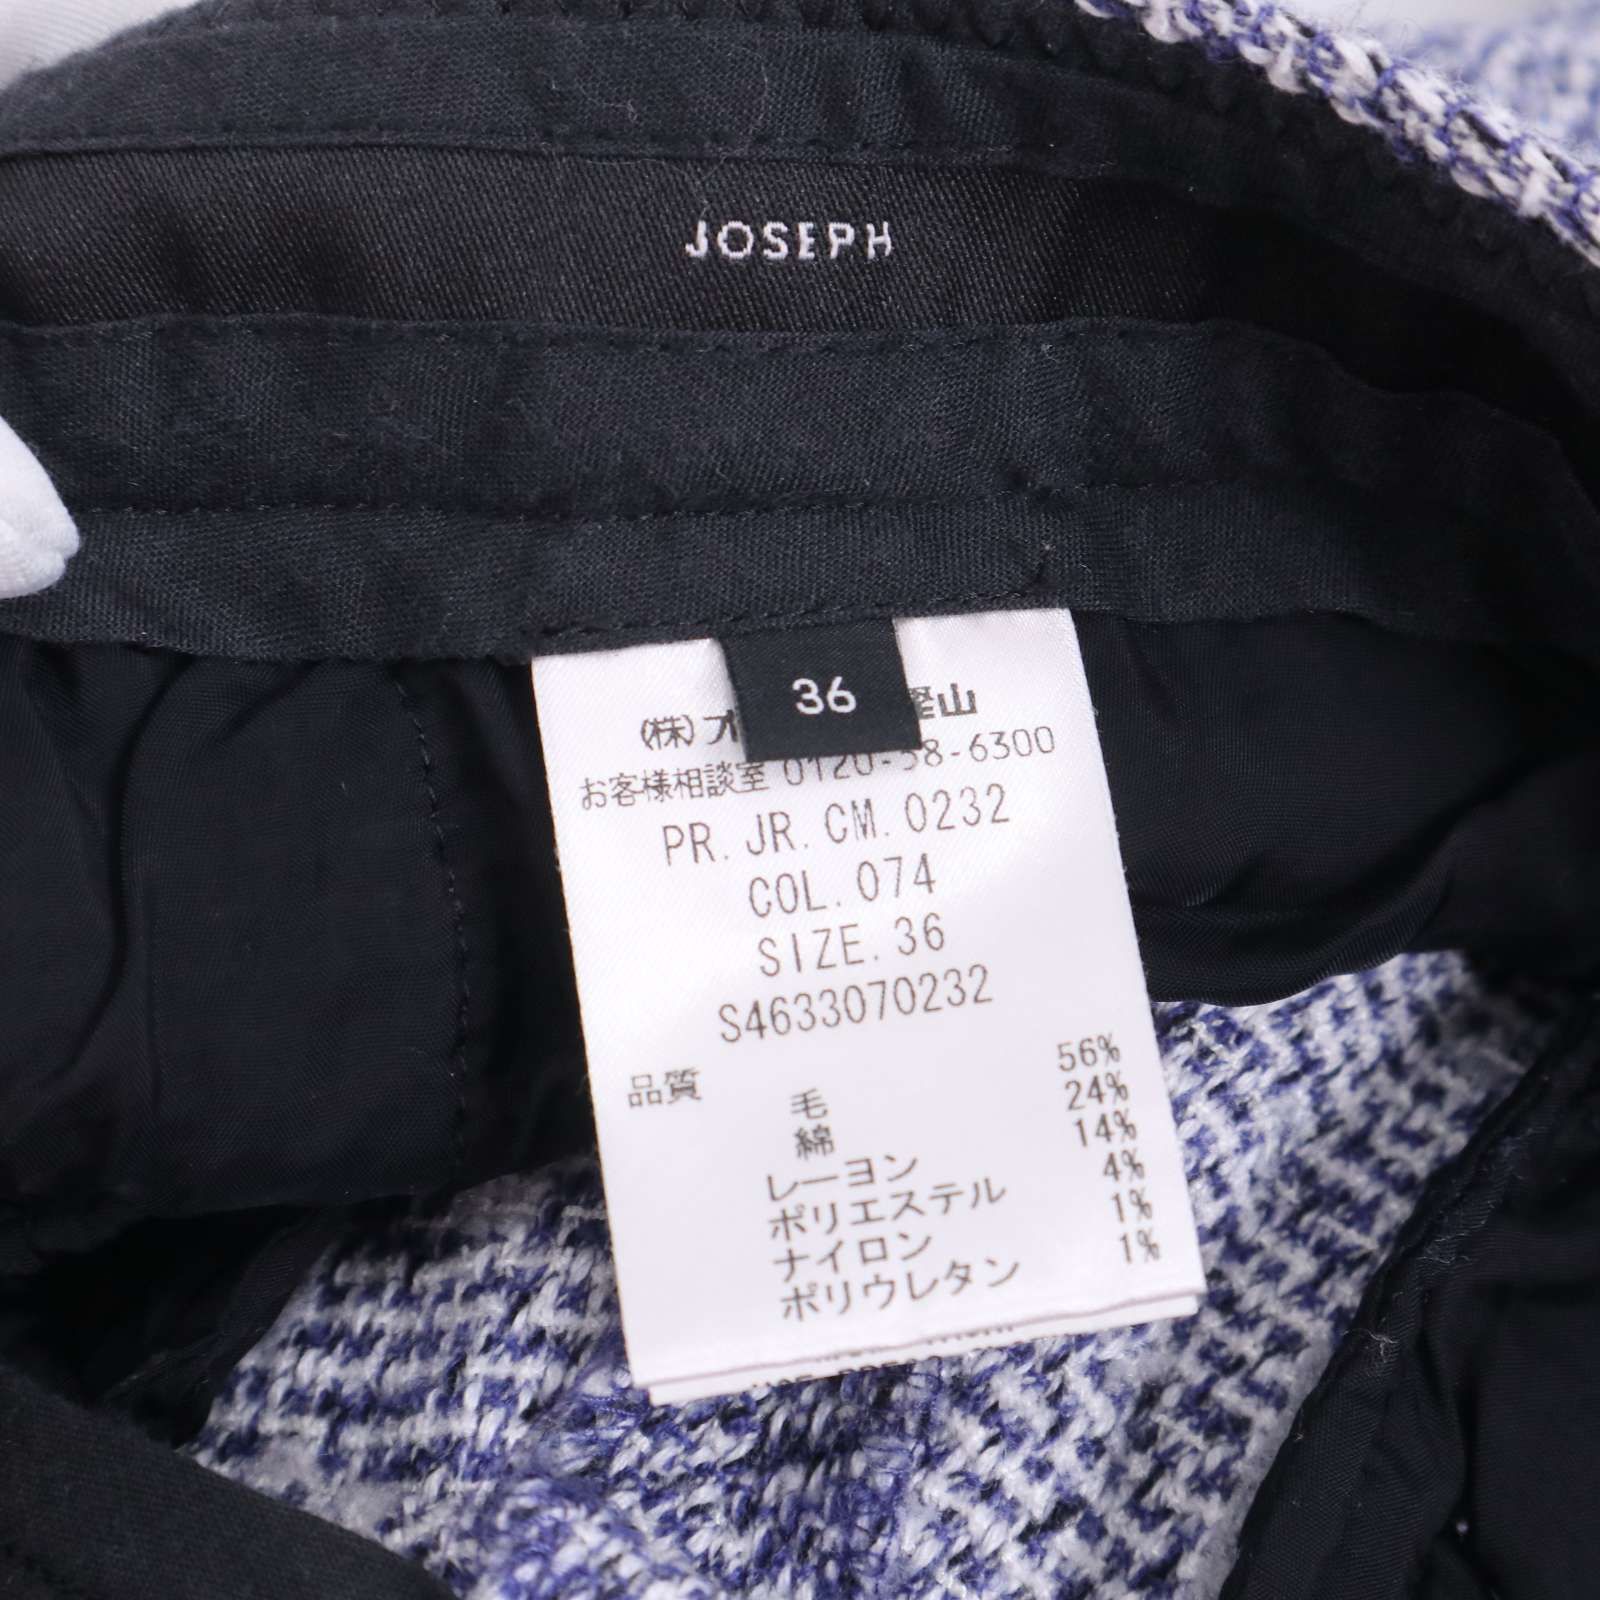 JOSEPH
36
(株)
山
お客様相談室 0120-58-6300
PR. JR. CM. 0232
COL. 074
SIZE. 36
S4633070232
品質
毛 56%
綿 24%
レーヨン 14%
ポリエステル 4%
ナイロン 1%
ポリウレタン 1%